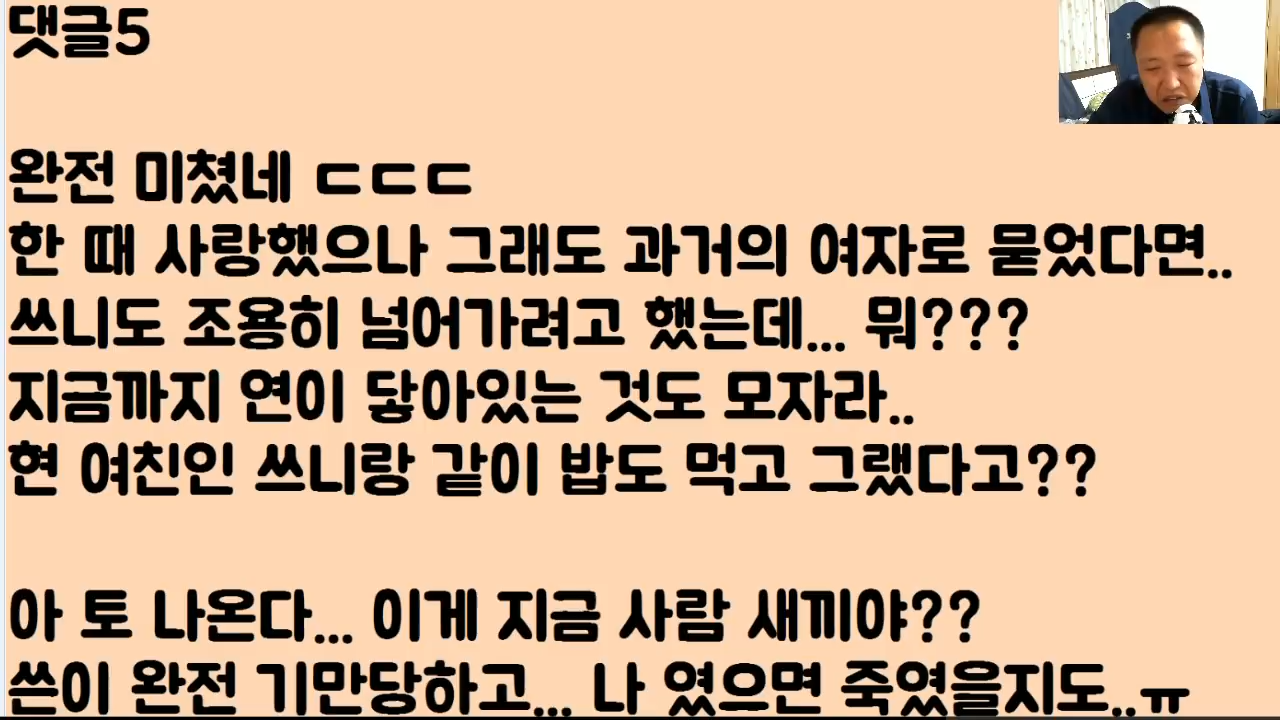 댓글5
완전 미쳤네 ㄷㄷㄷ
한 때 사랑했으나 그래도 과거의 여자로 묻었다면..
쓰니도 조용히 넘어가려고 했는데... 뭐???
지금까지 연이 닿아있는 것도 모자라..
현 여친인 쓰니랑 같이 밥도 먹고 그랬다고??
아 토 나온다... 이게 지금 사람 새끼야??
쓴이 완전 기만당하고... 나 였으면 죽였을지도..ㅠ